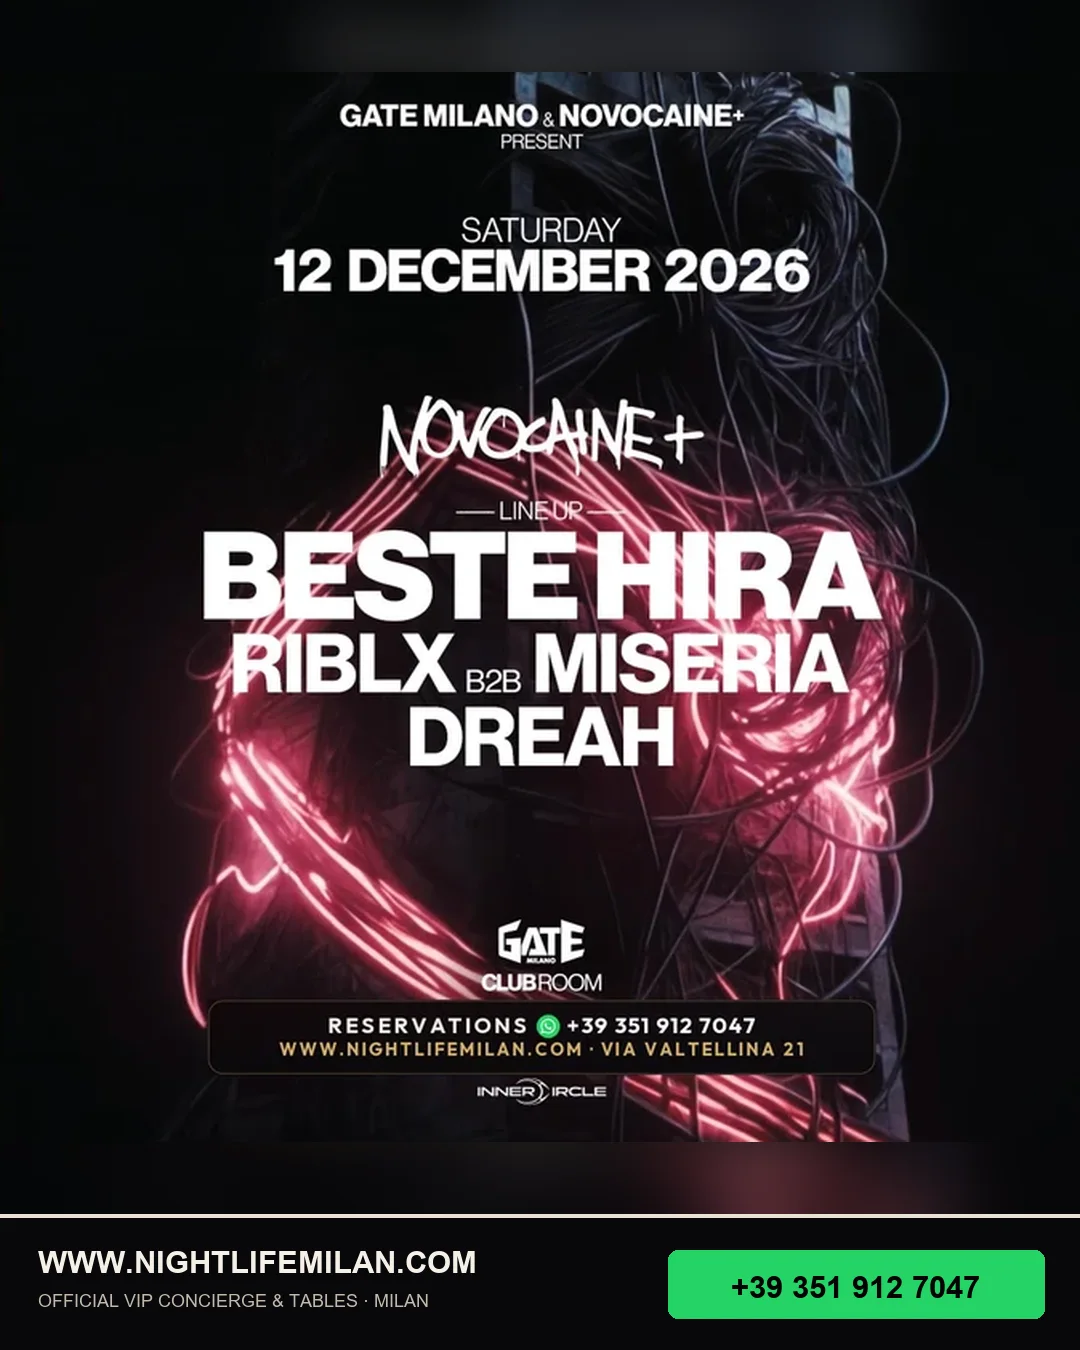 GATE MILANO & NOVOCAINE+
PRESENT
SATURDAY
12 DECEMBER 2026
NOVOCAINE+
LINE UP
BESTE HIRA
RIBLX B2B MISERIA
DREAH
GATE
MILANO
CLUBROOM
RESERVATIONS +39 351 912 7047
WWW.NIGHTLIFEMILAN.COM · VIA VALTELLINA 21
INNER CIRCLE
WWW.NIGHTLIFEMILAN.COM
OFFICIAL VIP CONCIERGE & TABLES · MILAN
+39 351 912 7047